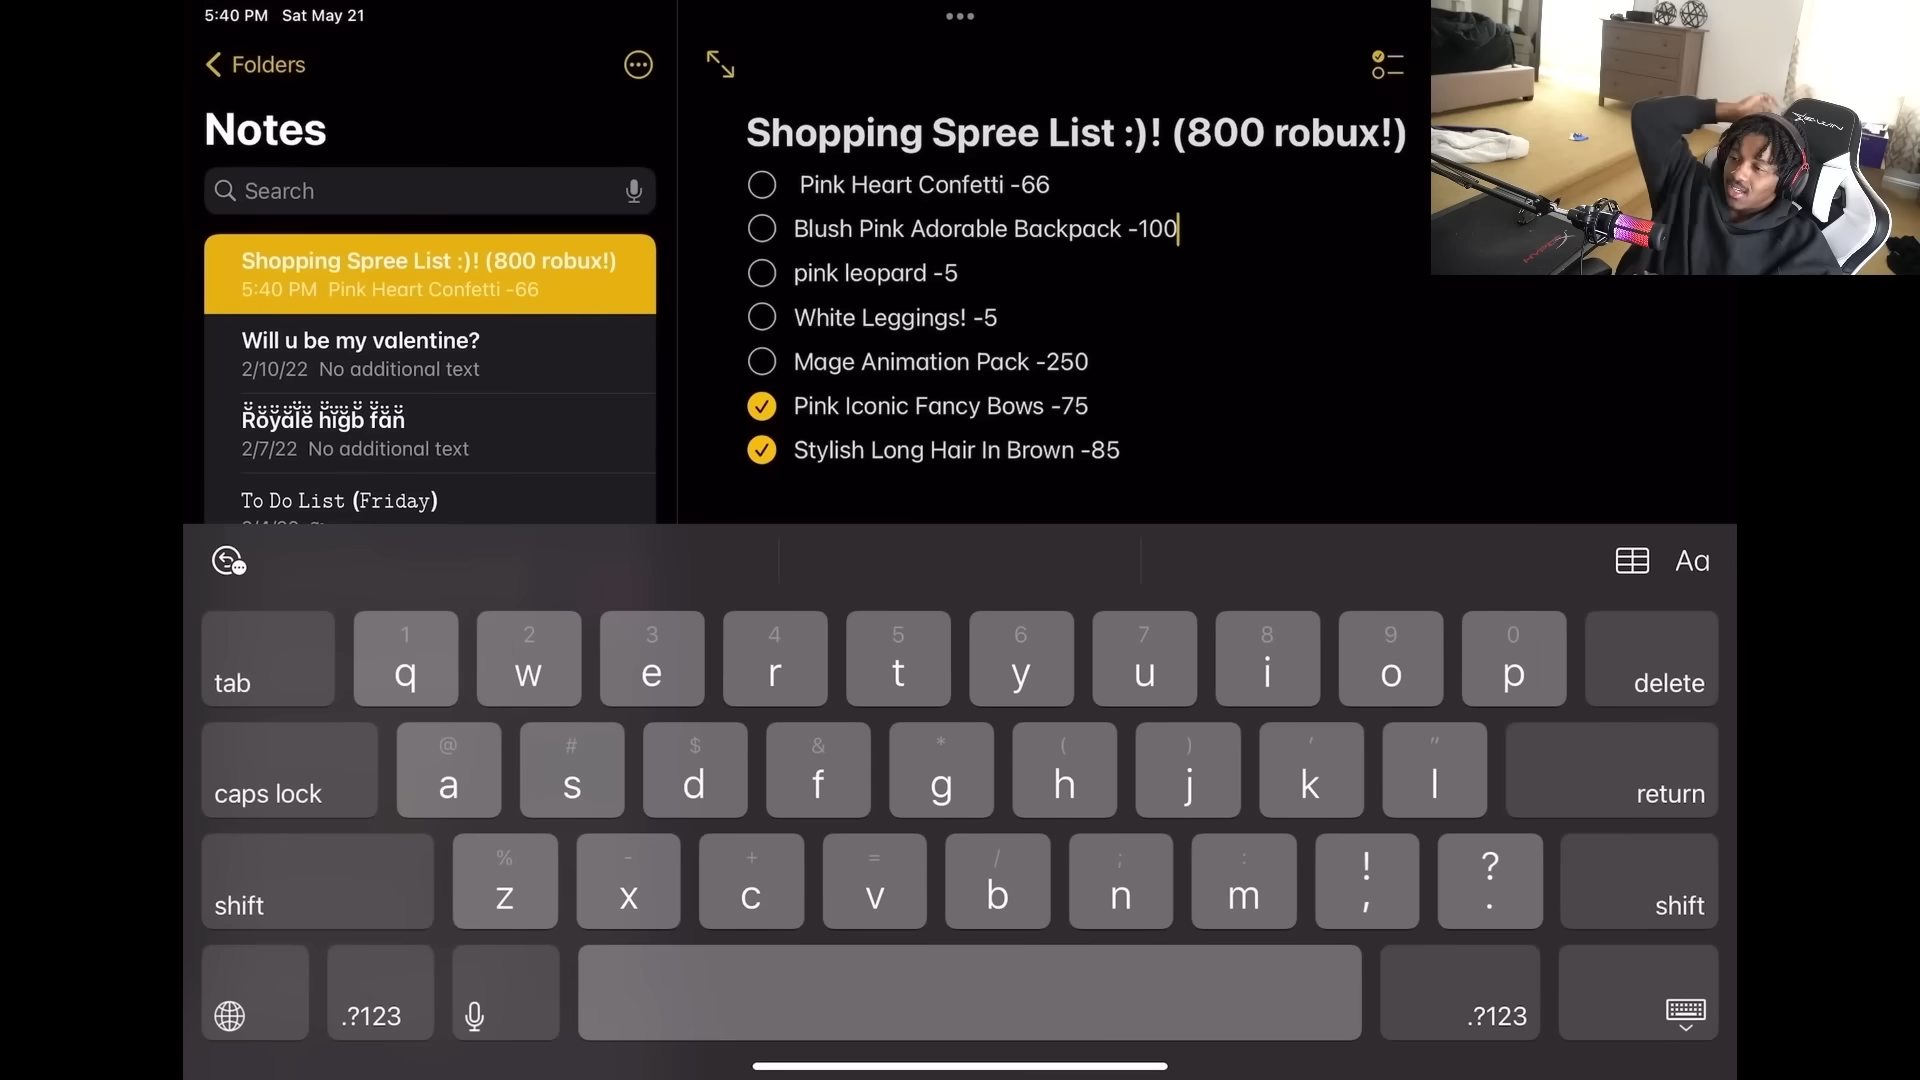 5:40 PM Sat May 21
Folders
Notes
Search
Shopping Spree List :)! (800 robux!)
5:40 PM Pink Heart Confetti -66
Will u be my valentine?
2/10/22 No additional text
R̆ŏy̆ăl̆ĕ h̆ĭğb̆ f̆ăn̆
2/7/22 No additional text
To Do List (Friday)
Shopping Spree List :)! (800 robux!)
Pink Heart Confetti -66
Blush Pink Adorable Backpack -100
pink leopard -5
White Leggings! -5
Mage Animation Pack -250
Pink Iconic Fancy Bows -75
Stylish Long Hair In Brown -85
Aa
1 2 3 4 5 6 7 8 9 0
tab q w e r t y u i o p delete
@ # $ & * ( ) ' "
caps lock a s d f g h j k l return
% - + = / ; : ! ?
shift z x c v b n m , . shift
.?123 .?123